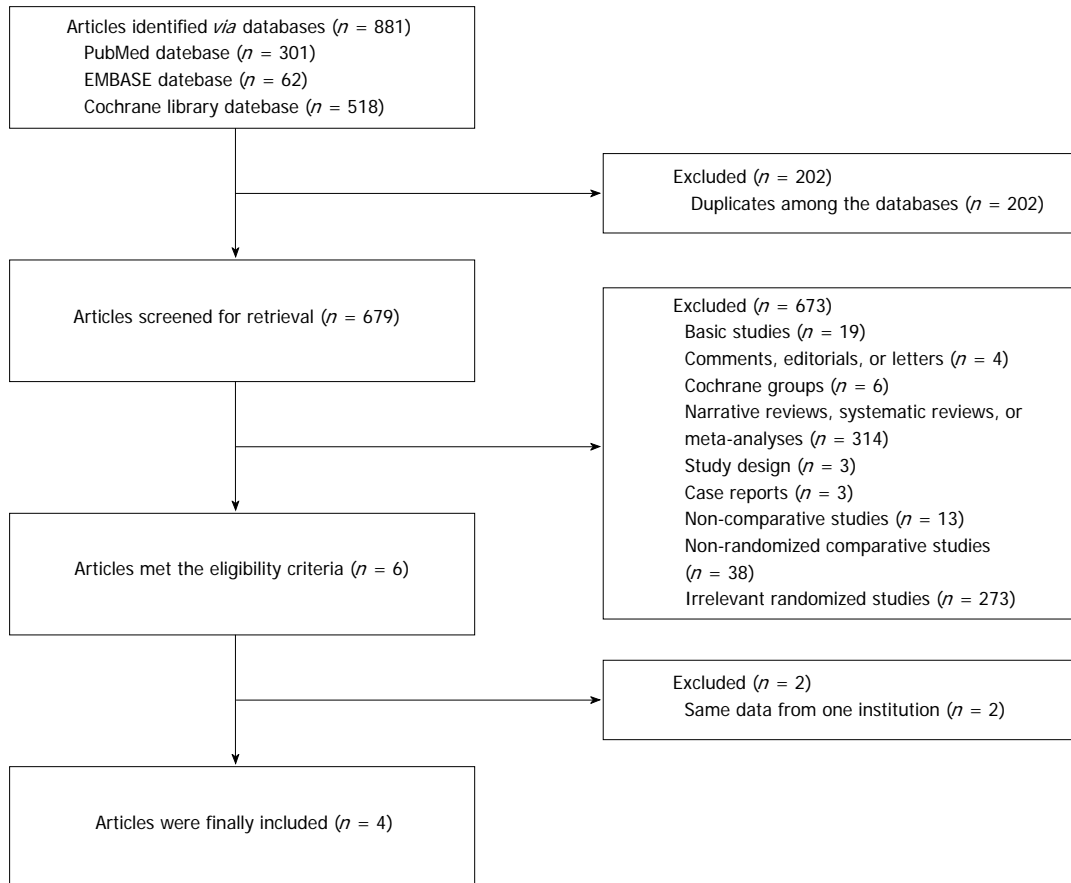 Articles identified via databases (n = 881)
PubMed datebase (n = 301)
EMBASE datebase (n = 62)
Cochrane library datebase (n = 518)
Excluded (n = 202)
Duplicates among the databases (n = 202)
Articles screened for retrieval (n = 679)
Excluded (n = 673)
Basic studies (n = 19)
Comments, editorials, or letters (n = 4)
Cochrane groups (n = 6)
Narrative reviews, systematic reviews, or
meta-analyses (n = 314)
Study design (n = 3)
Case reports (n = 3)
Non-comparative studies (n = 13)
Non-randomized comparative studies
(n = 38)
Irrelevant randomized studies (n = 273)
Articles met the eligibility criteria (n = 6)
Excluded (n = 2)
Same data from one institution (n = 2)
Articles were finally included (n = 4)